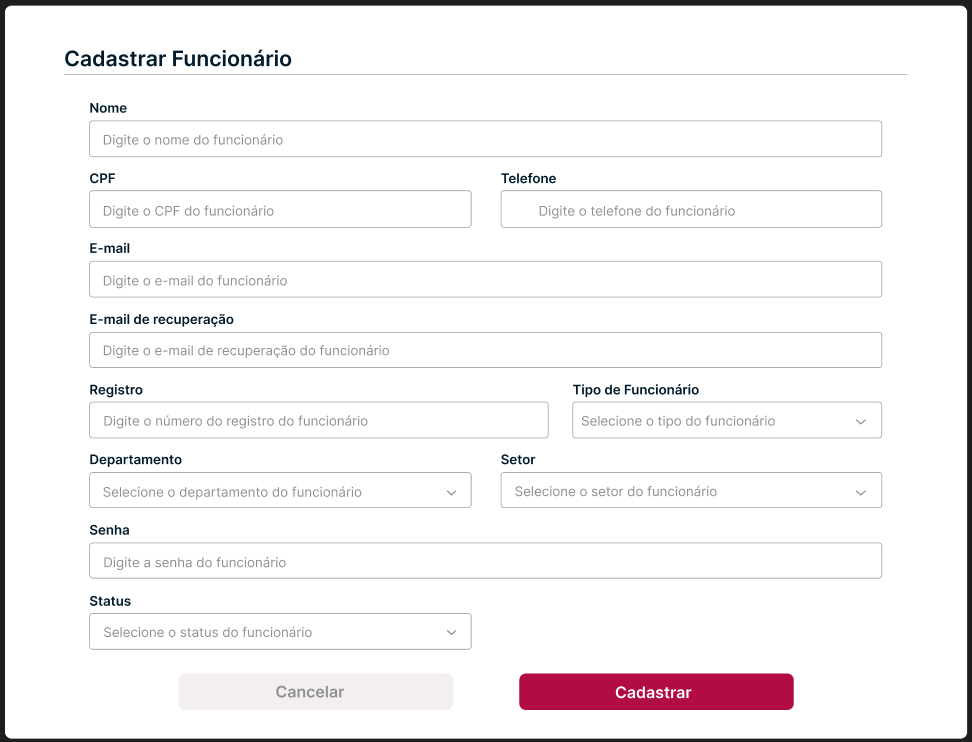 Cadastrar Funcionário
Nome
Digite o nome do funcionário
CPF
Telefone
Digite o CPF do funcionário
Digite o telefone do funcionário
E-mail
Digite o e-mail do funcionário
E-mail de recuperação
Digite o e-mail de recuperação do funcionário
Registro
Tipo de Funcionário
Digite o número do registro do funcionário
Selecione o tipo do funcionário
Departamento
Setor
Selecione o departamento do funcionário
Selecione o setor do funcionário
Senha
Digite a senha do funcionário
Status
Selecione o status do funcionário
Cancelar
Cadastrar